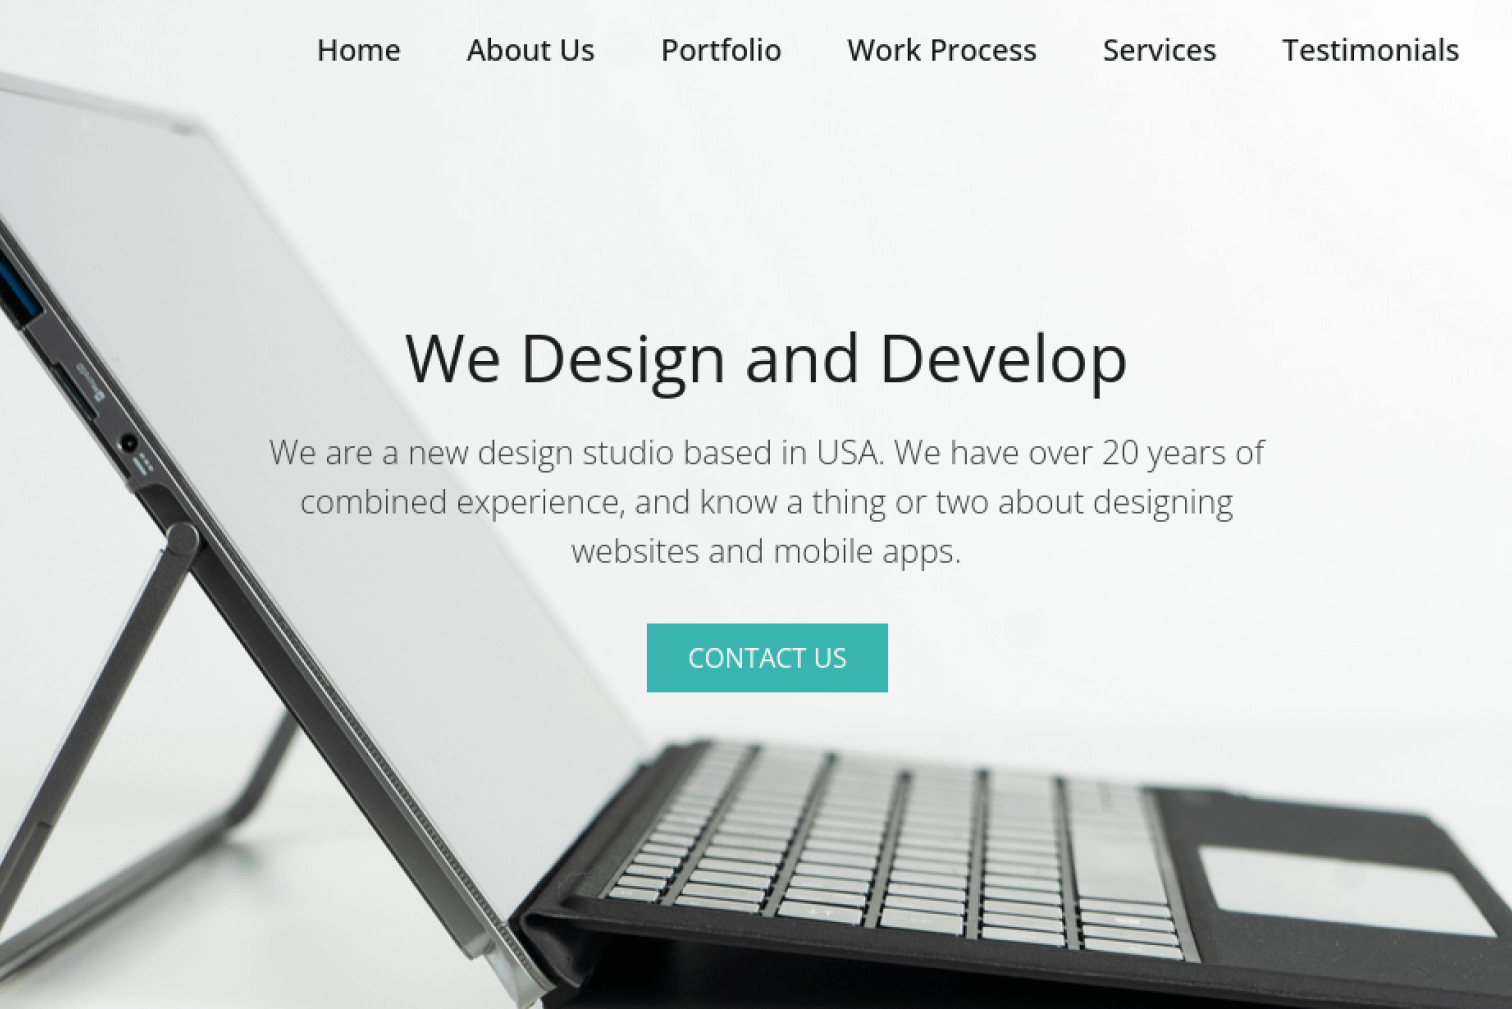 Home About Us Portfolio Work Process Services Testimonials
We Design and Develop
We are a new design studio based in USA. We have over 20 years of
combined experience, and know a thing or two about designing
websites and mobile apps.
CONTACT US